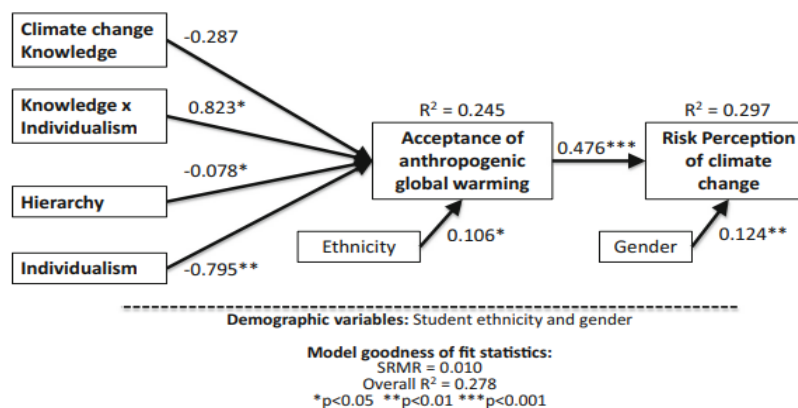 Climate change
Knowledge
-0.287
Knowledge x
Individualism
0.823*
Hierarchy
-0.078*
Individualism
-0.795**
R² = 0.245
Acceptance of
anthropogenic
global warming
0.476***
R² = 0.297
Risk Perception
of climate
change
Ethnicity
0.106*
Gender
0.124**
Demographic variables: Student ethnicity and gender
Model goodness of fit statistics:
SRMR = 0.010
Overall R² = 0.278
*p<0.05 **p<0.01 ***p<0.001